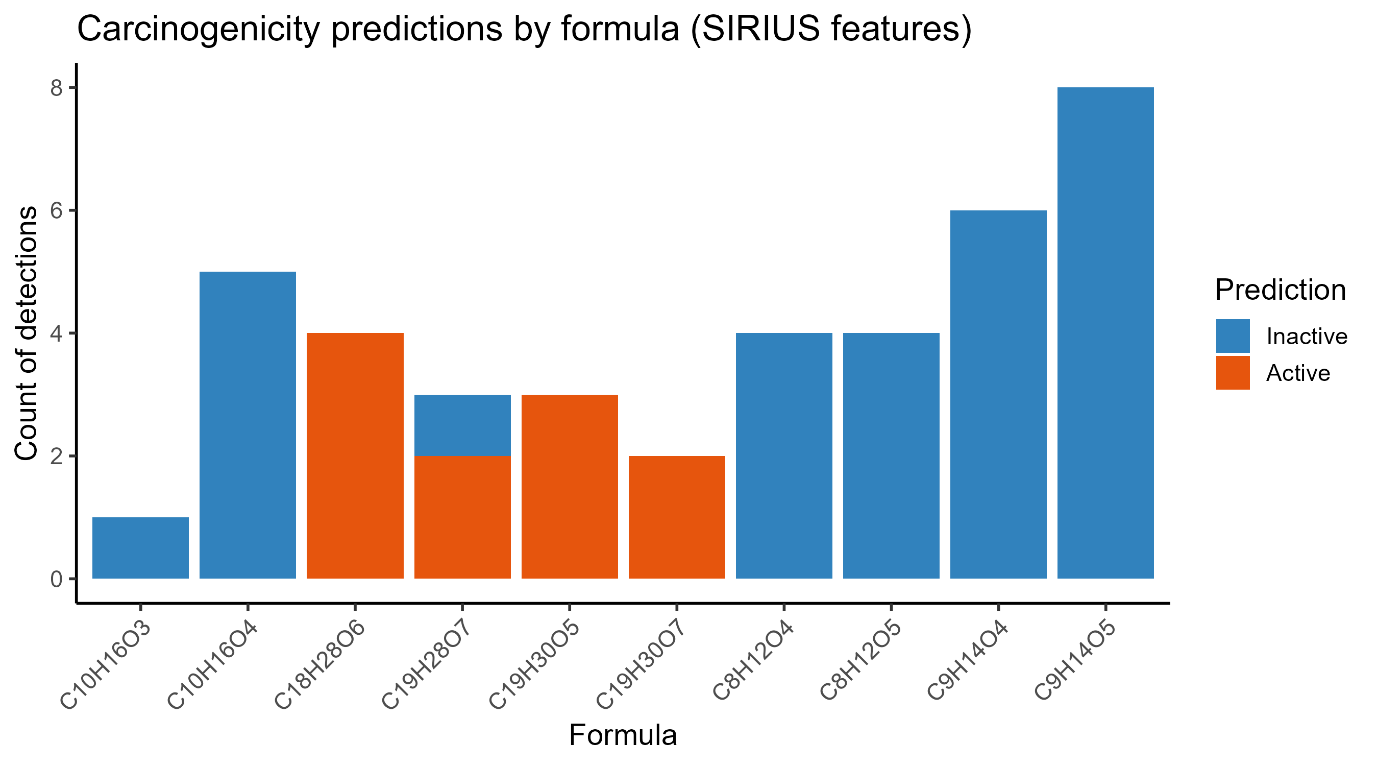 Carcinogenicity predictions by formula (SIRIUS features)
Count of detections
8
6
4
2
0
C10H16O3
C10H16O4
C18H28O6
C19H28O7
C19H30O5
C19H30O7
C8H12O4
C8H12O5
C9H14O4
C9H14O5
Formula
Prediction
Inactive
Active